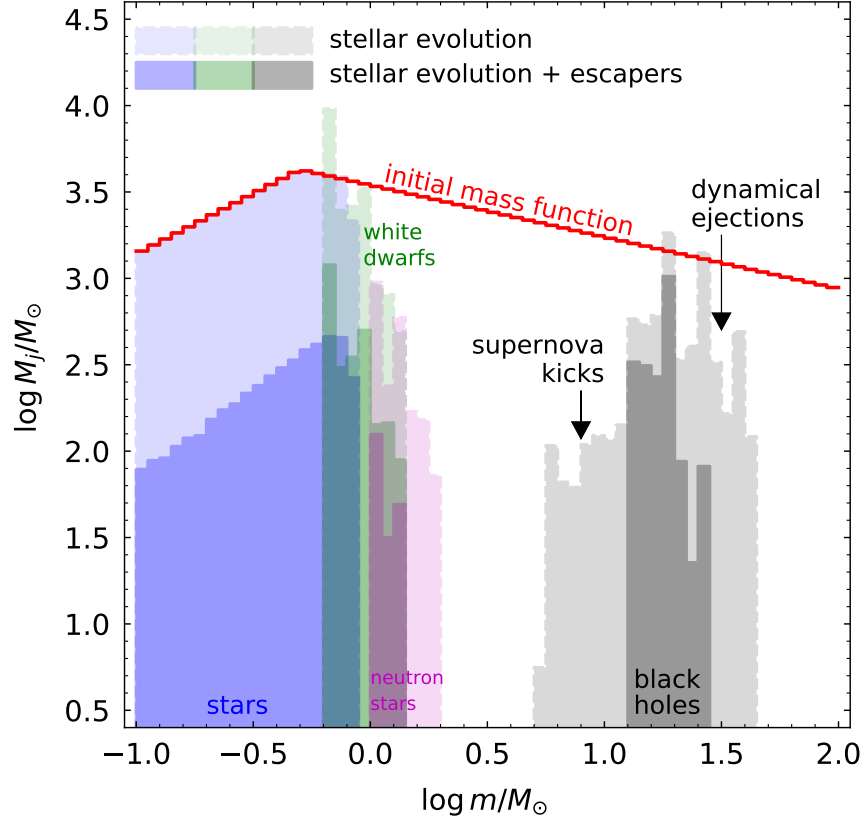 stellar evolution
stellar evolution + escapers
initial mass function
dynamical
ejections
white
dwarfs
supernova
kicks
neutron
stars
stars
black
holes
4.5
4.0
3.5
3.0
2.5
2.0
1.5
1.0
0.5
log M_j/M_⊙
−1.0 −0.5 0.0 0.5 1.0 1.5 2.0
log m/M_⊙